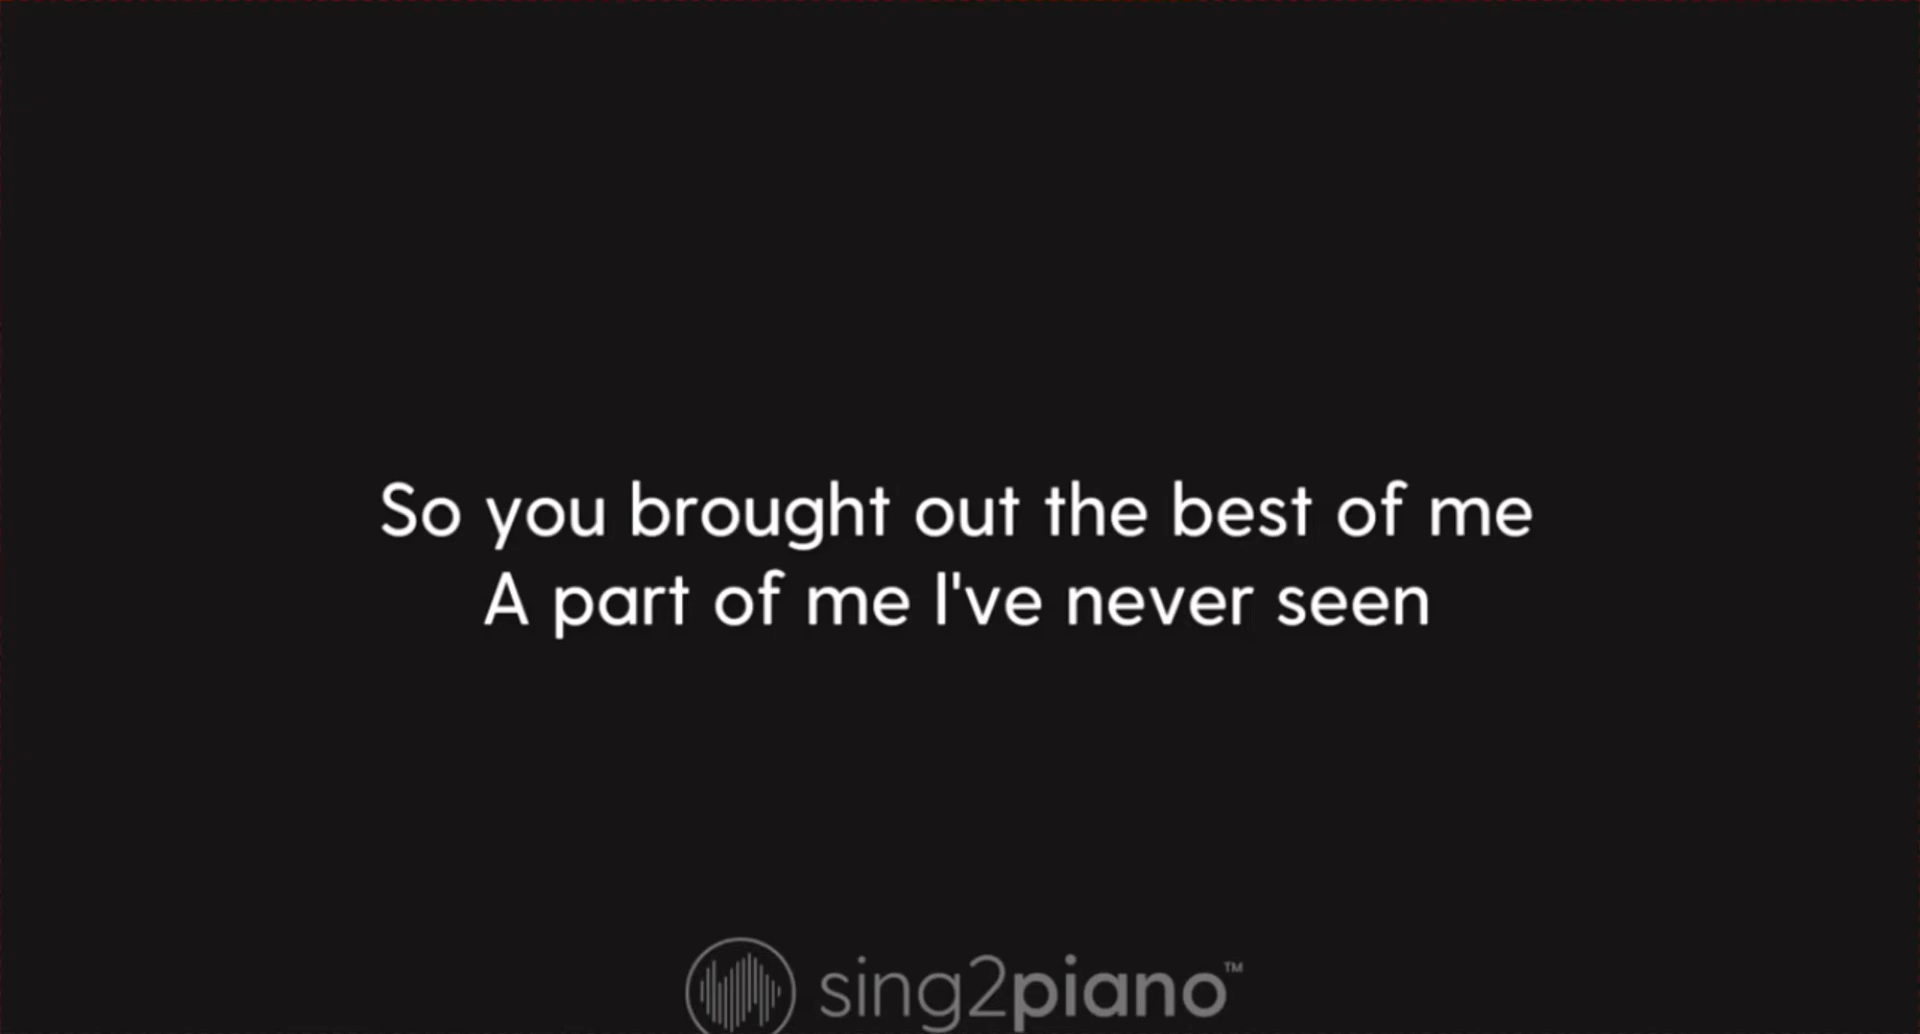 So you brought out the best of me
A part of me I've never seen
sing2piano™